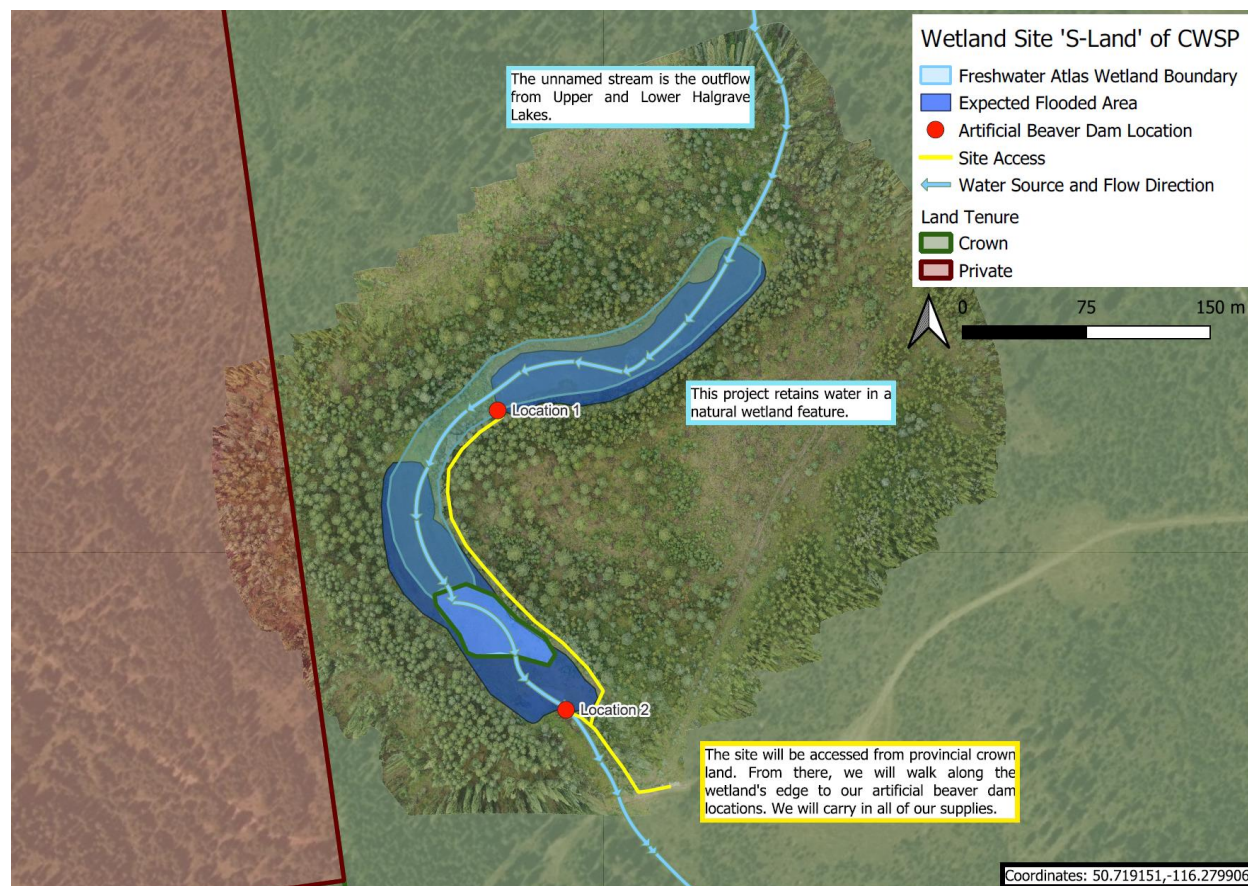 Wetland Site 'S-Land' of CWSP
Freshwater Atlas Wetland Boundary
Expected Flooded Area
Artificial Beaver Dam Location
Site Access
Water Source and Flow Direction
Land Tenure
Crown
Private
0 75 150 m
The unnamed stream is the outflow
from Upper and Lower Halgrave
Lakes.
This project retains water in a
natural wetland feature.
Location 1
Location 2
The site will be accessed from provincial crown
land. From there, we will walk along the
wetland's edge to our artificial beaver dam
locations. We will carry in all of our supplies.
Coordinates: 50.719151,-116.279906